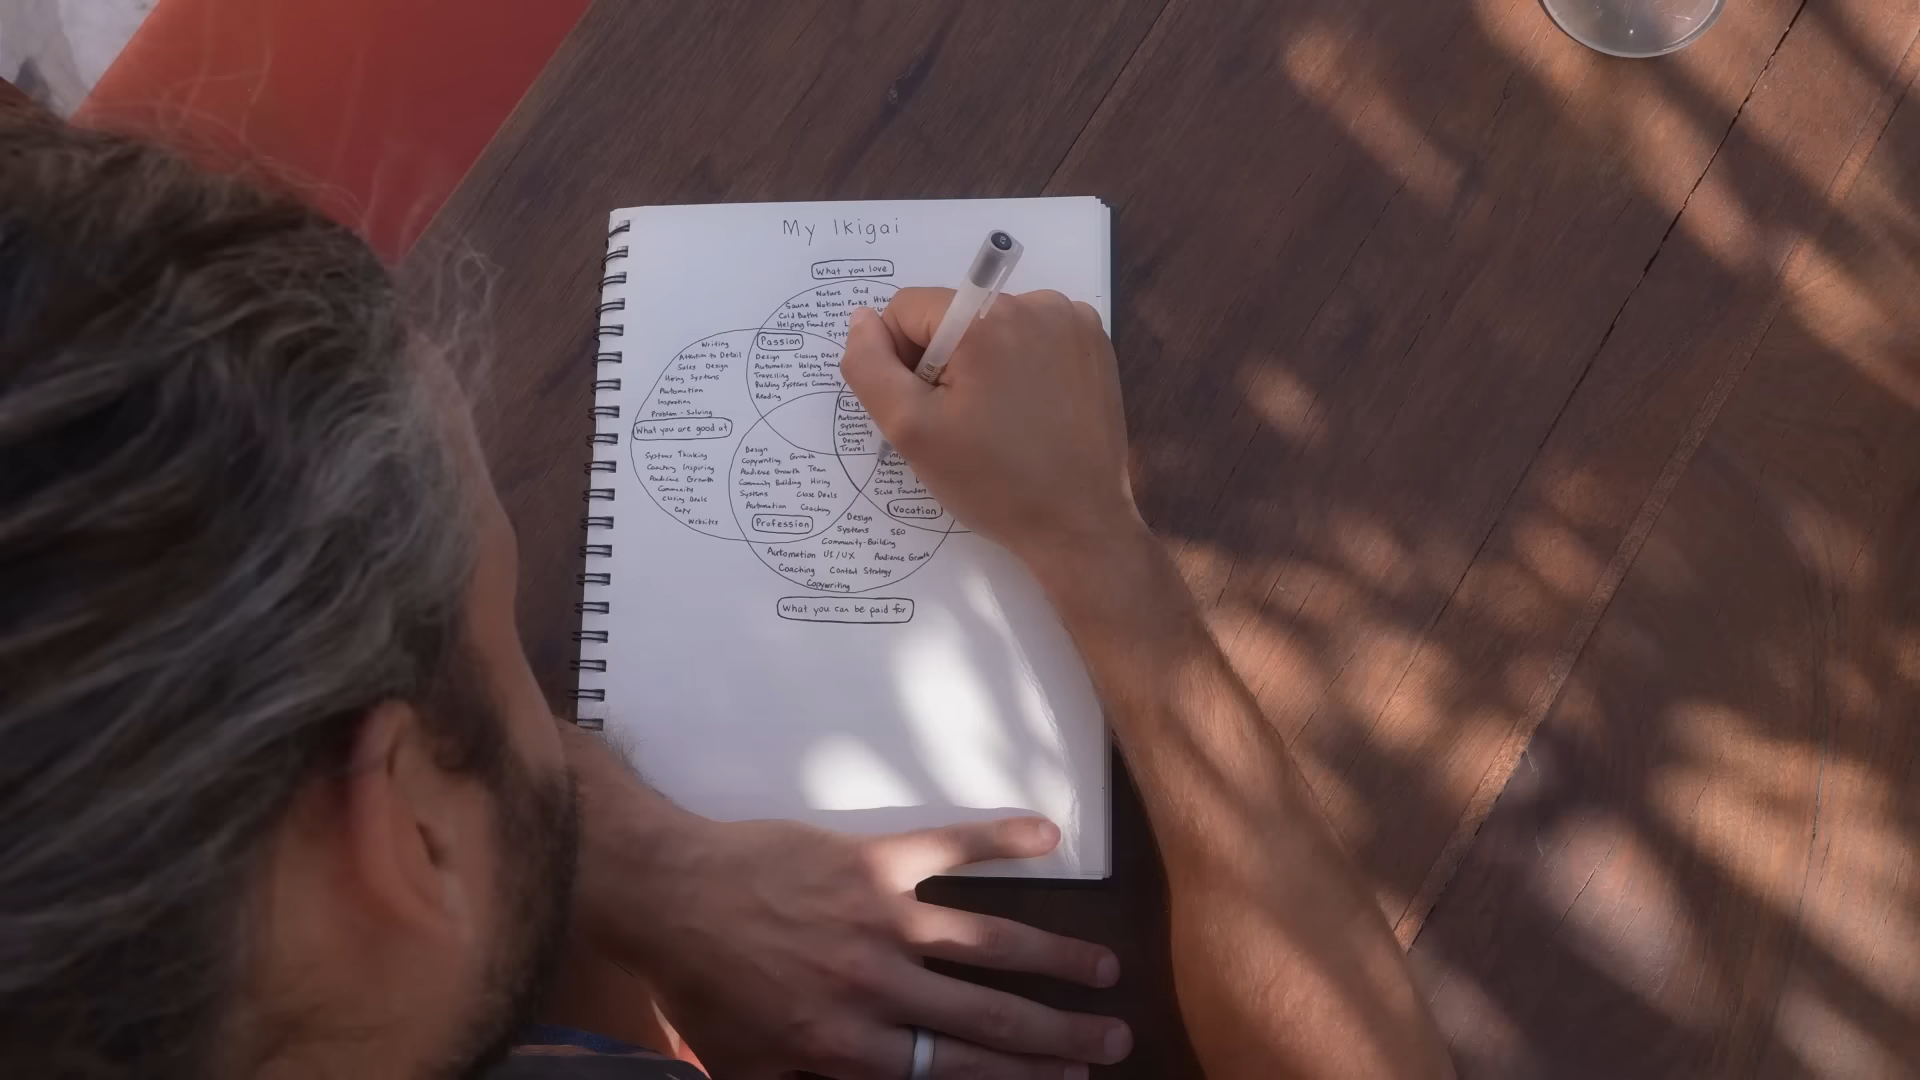 My Ikigai
What you love
Nature God
Sauna National Parks
Cold Baths
Helping Founders
Passion
Design Closing Deals
Automation Helping
Travelling Coaching
Building Systems Community
Reading
Writing
Attention to Detail
Sales Design
Hiring Systems
Automation
Inspiration
Problem-Solving
What you are good at
Systems Thinking
Coaching Inspiring
Audience Growth
Community
Closing Deals
Copy
Websites
Systems
Community
Design
Travel
Design
Copywriting Growth
Audience Growth Team
Community Building Hiring
Systems Close Deals
Automation Coaching
Profession
Systems
Coaching
Scale Founders
Vocation
Design
Systems SEO
Community-Building
Automation UI/UX Audience Growth
Coaching Content Strategy
Copywriting
What you can be paid for